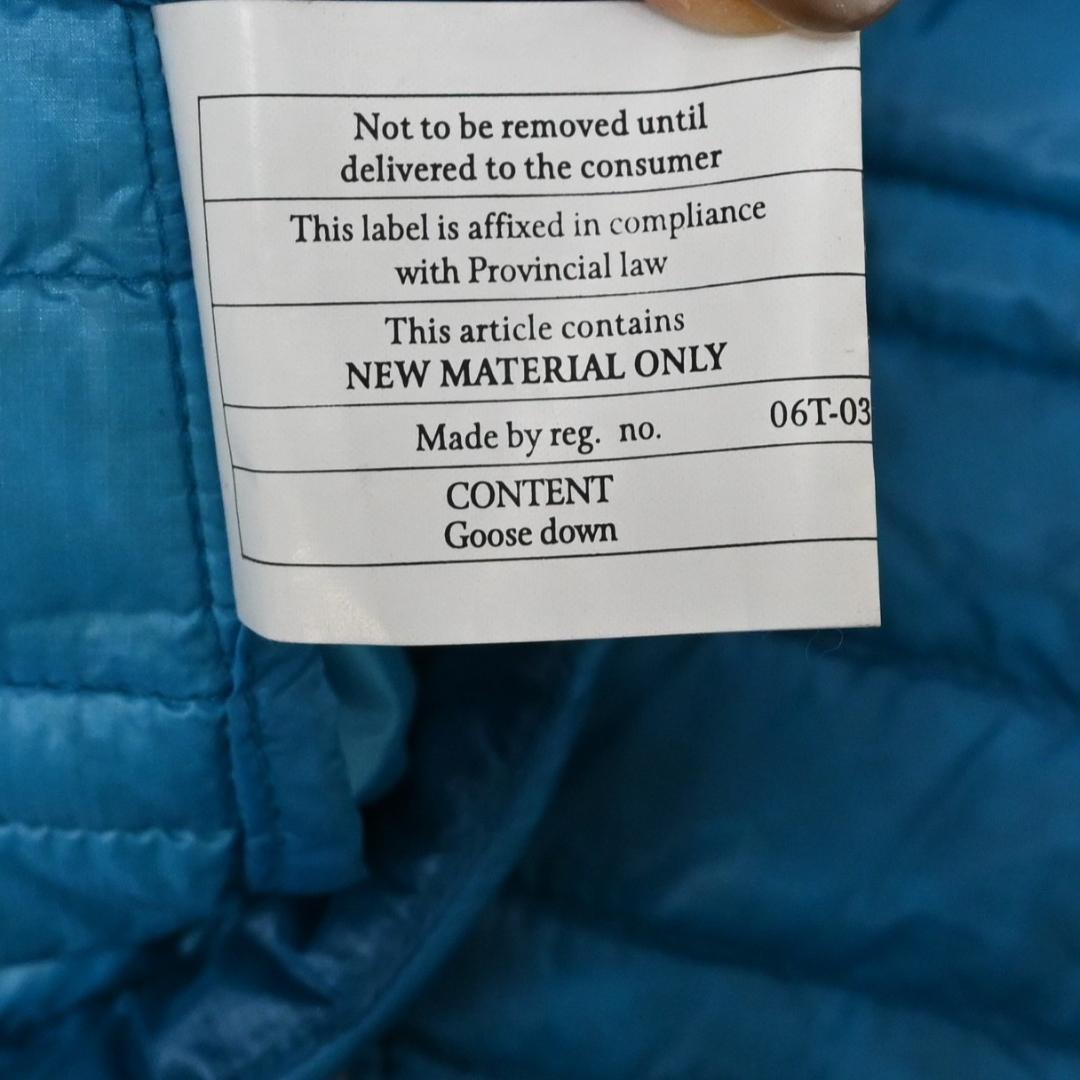 Not to be removed until
delivered to the consumer
This label is affixed in compliance
with Provincial law
This article contains
NEW MATERIAL ONLY
Made by reg. no. 06T-03
CONTENT
Goose down